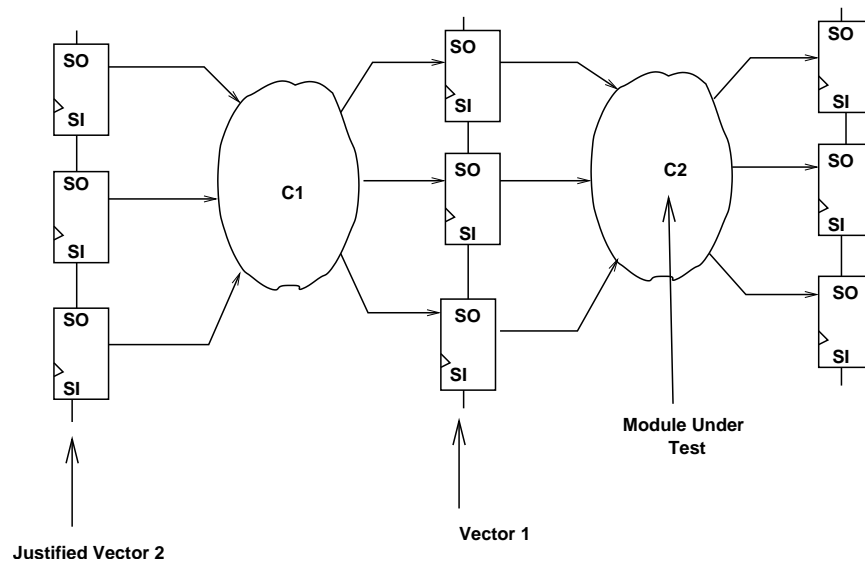 SO
SI
SO
SI
SO
SI
C1
SO
SI
SO
SI
SO
SI
C2
SO
SI
SO
SI
SO
SI
Module Under
Test
Vector 1
Justified Vector 2